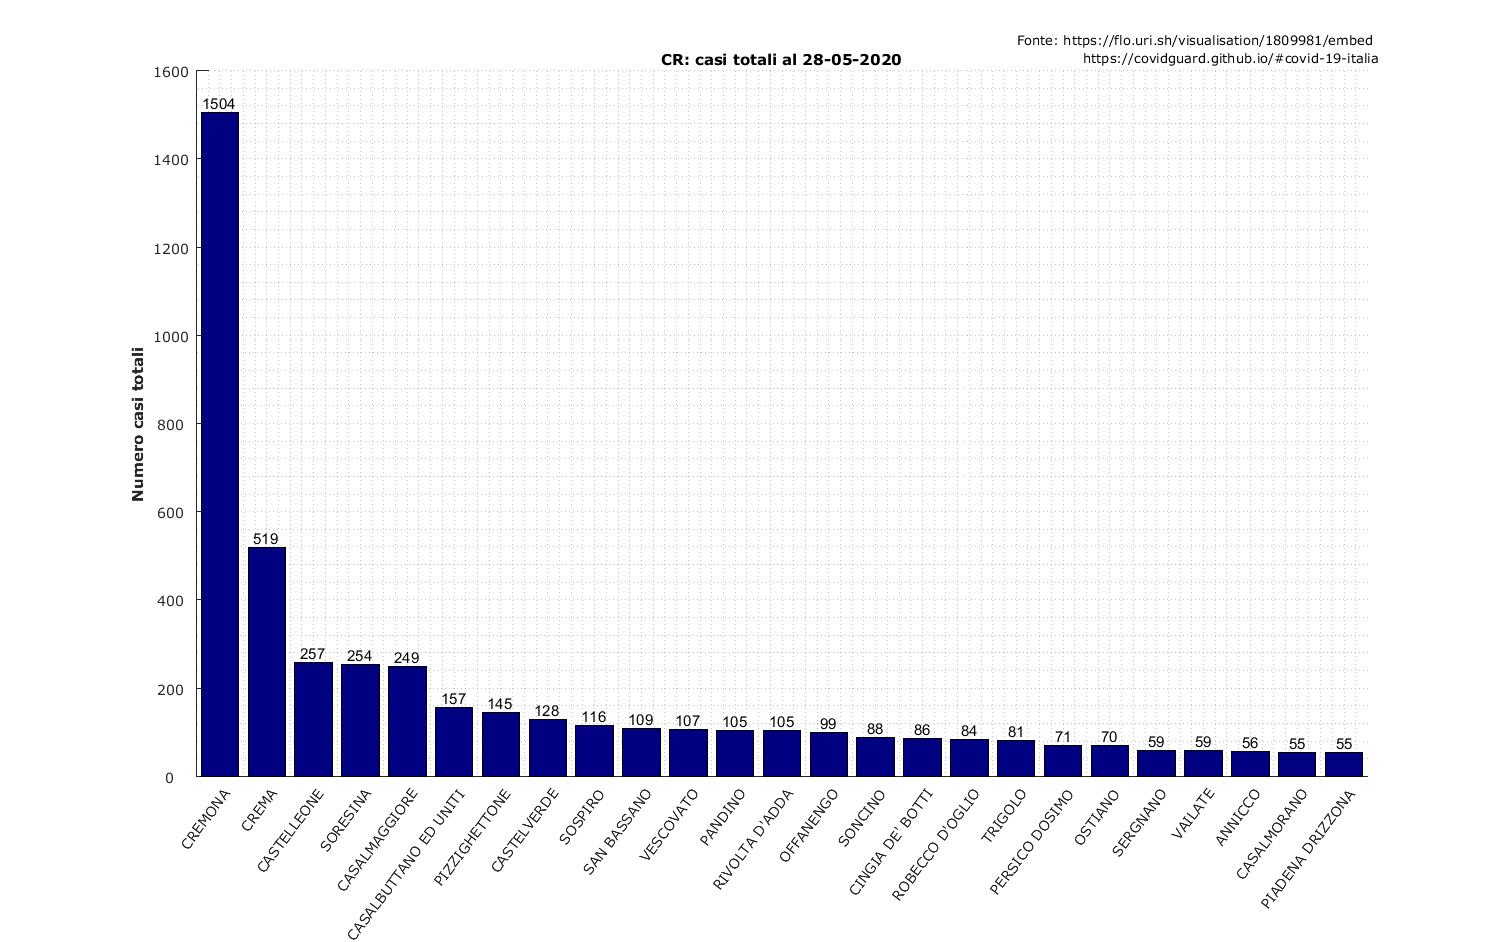 Fonte: https://flo.uri.sh/visualisation/1809981/embed
https://covidguard.github.io/#covid-19-italia
CR: casi totali al 28-05-2020
Numero casi totali
1600
1400
1200
1000
800
600
400
200
0
1504
519
257
254
249
157
145
128
116
109
107
105
105
99
88
86
84
81
71
70
59
59
56
55
55
CREMONA
CREMA
CASTELLEONE
SORESINA
CASALMAGGIORE
CASALBUTTANO ED UNITI
PIZZIGHETTONE
CASTELVERDE
SOSPIRO
SAN BASSANO
VESCOVATO
PANDINO
RIVOLTA D'ADDA
OFFANENGO
SONCINO
CINGIA DE' BOTTI
ROBECCO D'OGLIO
TRIGOLO
PERSICO DOSIMO
OSTIANO
SERGNANO
VAILATE
ANNICCO
CASALMORANO
PIADENA DRIZZONA